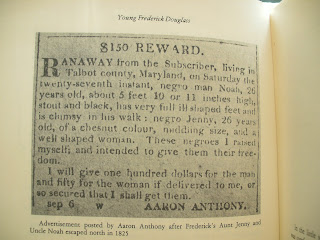 Young Frederick Douglass
$150 REWARD.
RANAWAY from the Subscriber, living in
Talbot county, Maryland, on Saturday the
twenty-seventh instant, negro man Noah, 26
years old, about 5 feet 10 or 11 inches high,
stout and black, has very full ill shaped feet and
is clumsy in his walk: negro Jenny, 26 years
old, of a chestnut colour, middling size, and a
well shaped woman. These negroes I raised
myself, and intended to give them their free-
dom.
I will give one hundred dollars for the man
and fifty for the woman if delivered to me, or
so secured that I shall get them.
sep 6 w AARON ANTHONY.
Advertisement posted by Aaron Anthony after Frederick's Aunt Jenny and
Uncle Noah escaped north in 1825